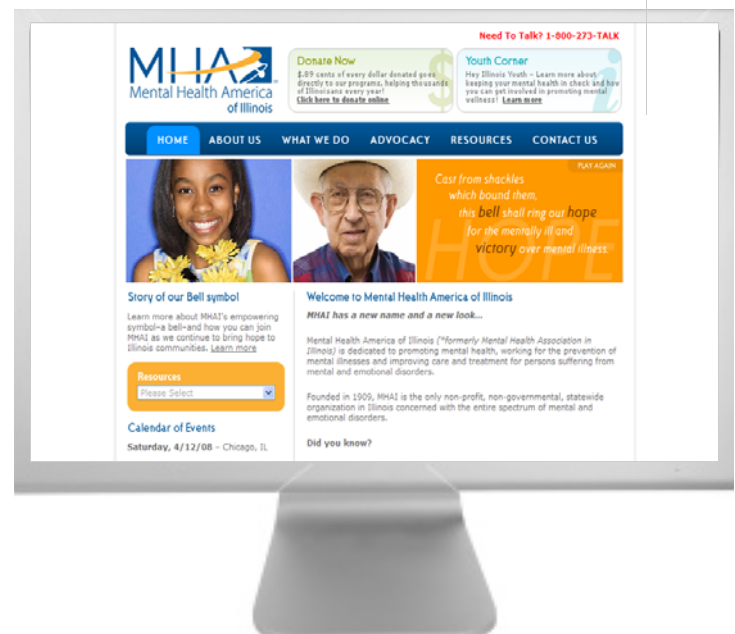 Need To Talk? 1-800-273-TALK
MHA
Mental Health America
of Illinois
Donate Now
$.89 cents of every dollar donated goes
directly to our programs, helping thousands
of Illinoisans every year!
Click here to donate online
Youth Corner
Hey Illinois Youth - Learn more about
keeping your mental health in check and how
you can get involved in promoting mental
wellness! Learn more
HOME ABOUT US WHAT WE DO ADVOCACY RESOURCES CONTACT US
PLAY AGAIN
Cast from shackles
which bound them,
this bell shall ring out hope
for the mentally ill and
victory over mental illness.
HOPE
Story of our Bell symbol
Learn more about MHAI's empowering
symbol–a bell–and how you can join
MHAI as we continue to bring hope to
Illinois communities. Learn more
Resources
Please Select
Calendar of Events
Saturday, 4/12/08 – Chicago, IL
Welcome to Mental Health America of Illinois
MHAI has a new name and a new look...
Mental Health America of Illinois (*formerly Mental Health Association in
Illinois) is dedicated to promoting mental health, working for the prevention of
mental illnesses and improving care and treatment for persons suffering from
mental and emotional disorders.
Founded in 1909, MHAI is the only non-profit, non-governmental, statewide
organization in Illinois concerned with the entire spectrum of mental and
emotional disorders.
Did you know?